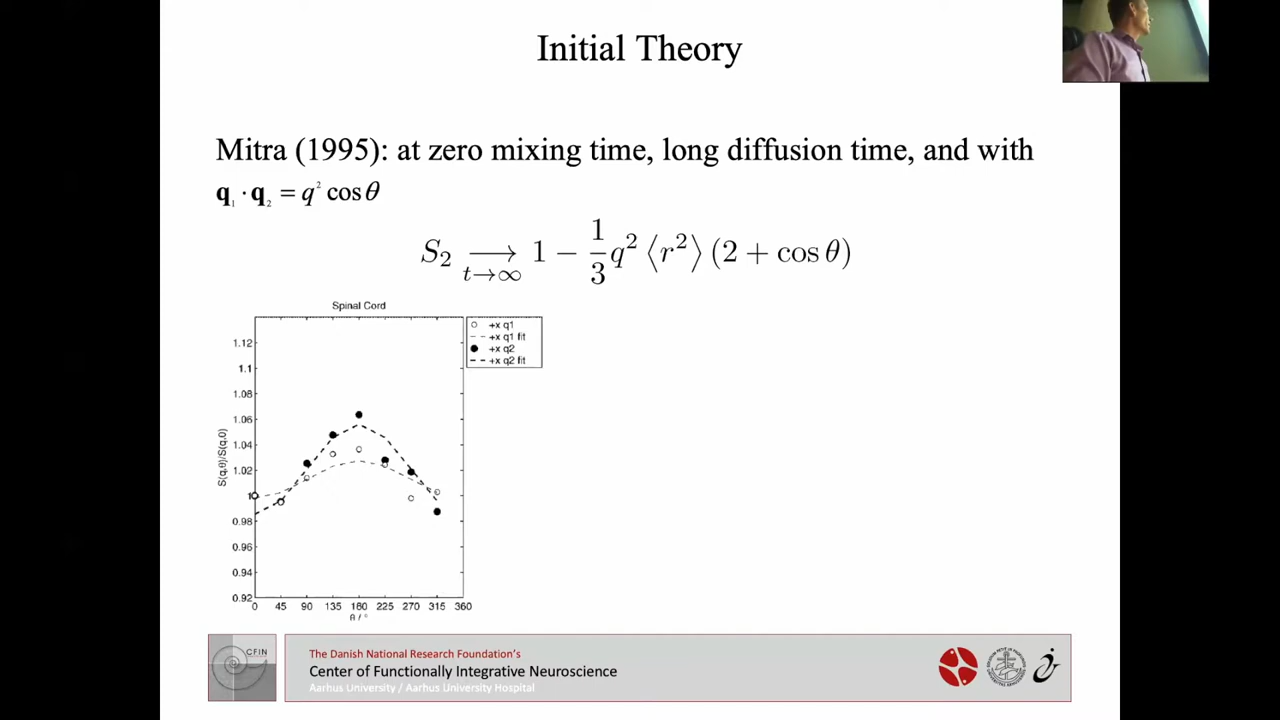 Initial Theory
Mitra (1995): at zero mixing time, long diffusion time, and with
q₁ · q₂ = q² cos θ
S₂ ⟶ 1 − 1/3 q² ⟨r²⟩ (2 + cos θ)
t→∞
Spinal Cord
+x q1
+x q1 fit
+x q2
+x q2 fit
1.12
1.1
1.08
1.06
1.04
1.02
1
0.98
0.96
0.94
0.92
S(q,θ)/S(q,0)
0 45 90 135 180 225 270 315 360
θ / °
CFIN
The Danish National Research Foundation's
Center of Functionally Integrative Neuroscience
Aarhus University / Aarhus University Hospital